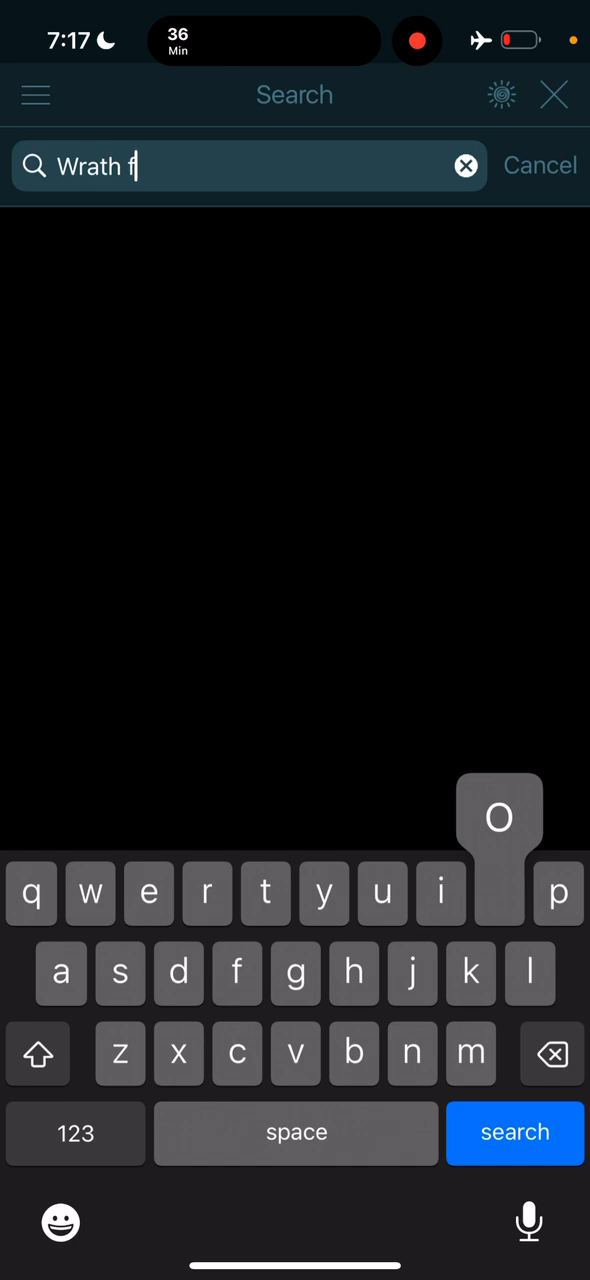 7:17
36
Min
Search
Wrath f
Cancel
O
q w e r t y u i p
a s d f g h j k l
z x c v b n m
123 space search